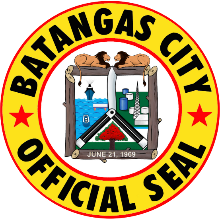 BATANGAS CITY
JUNE 21, 1969
OFFICIAL SEAL